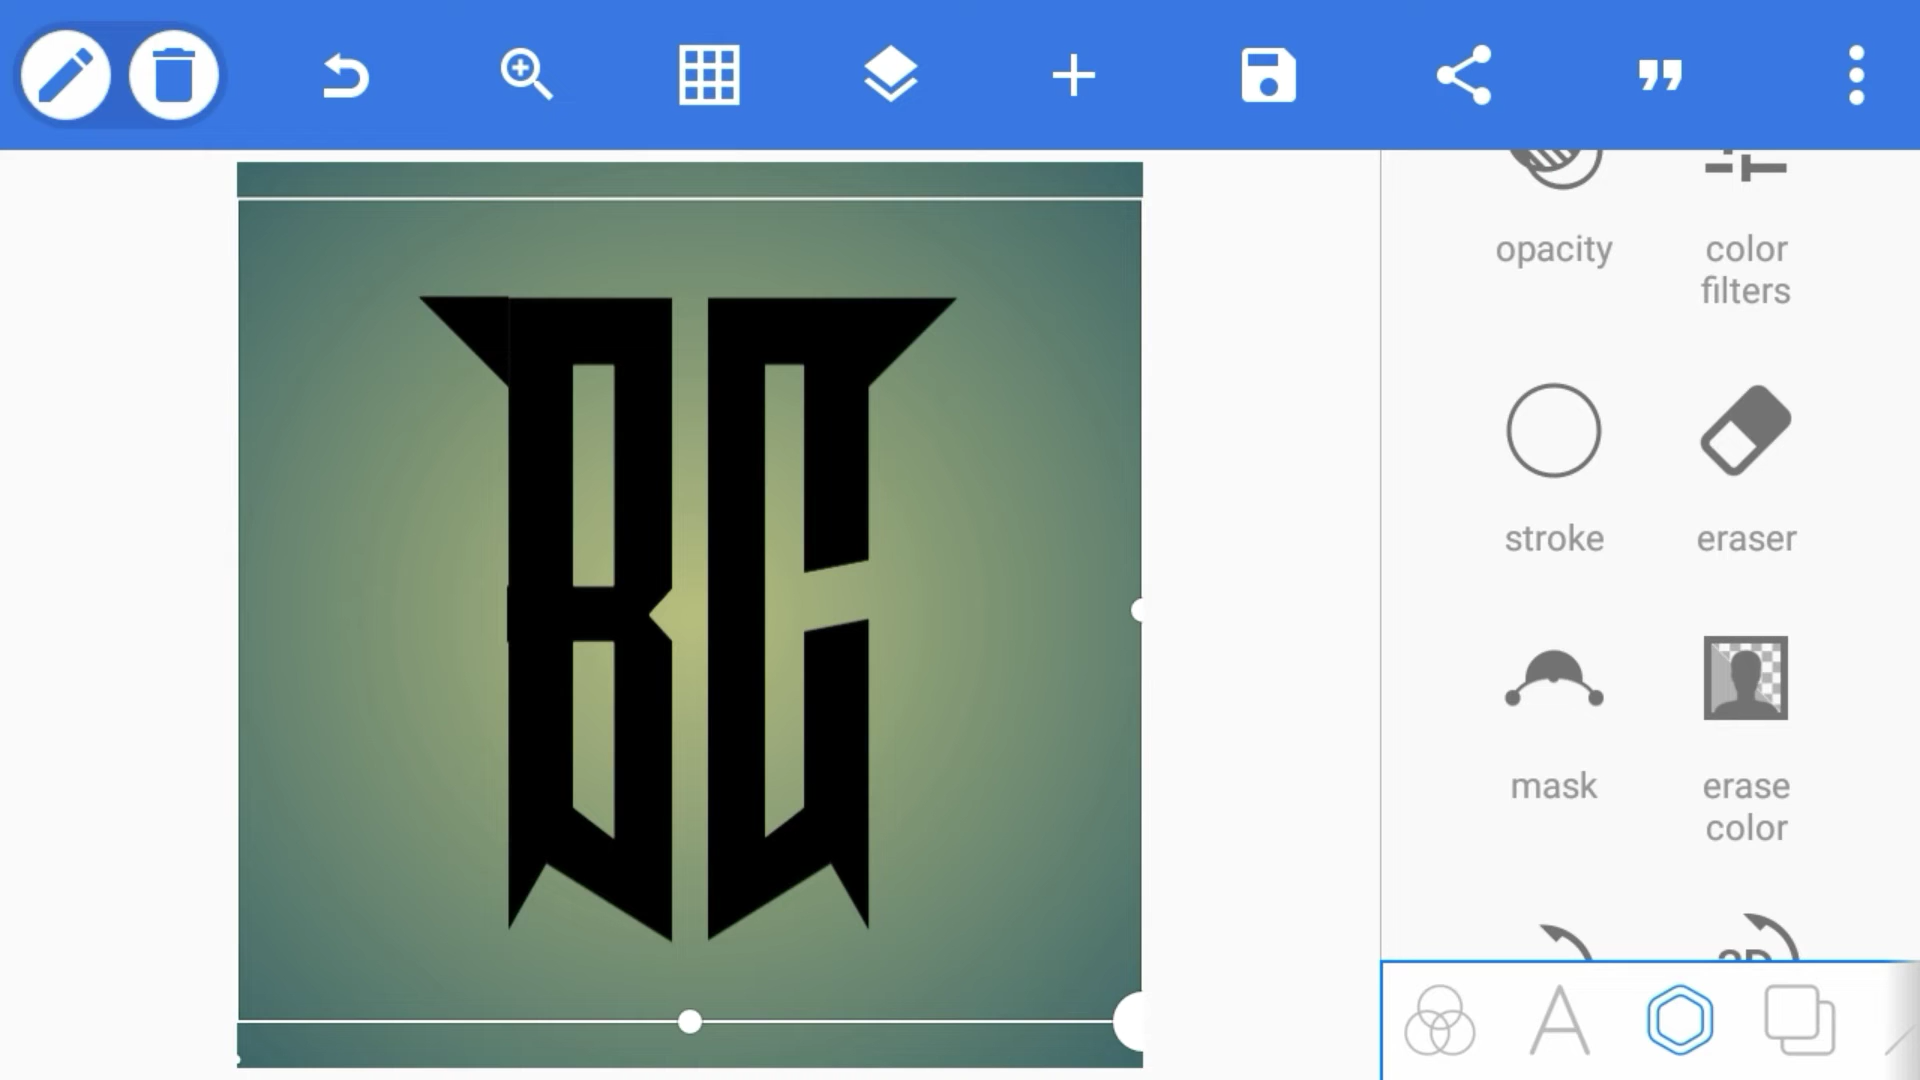 BC
opacity
color
filters
stroke
eraser
mask
erase
color